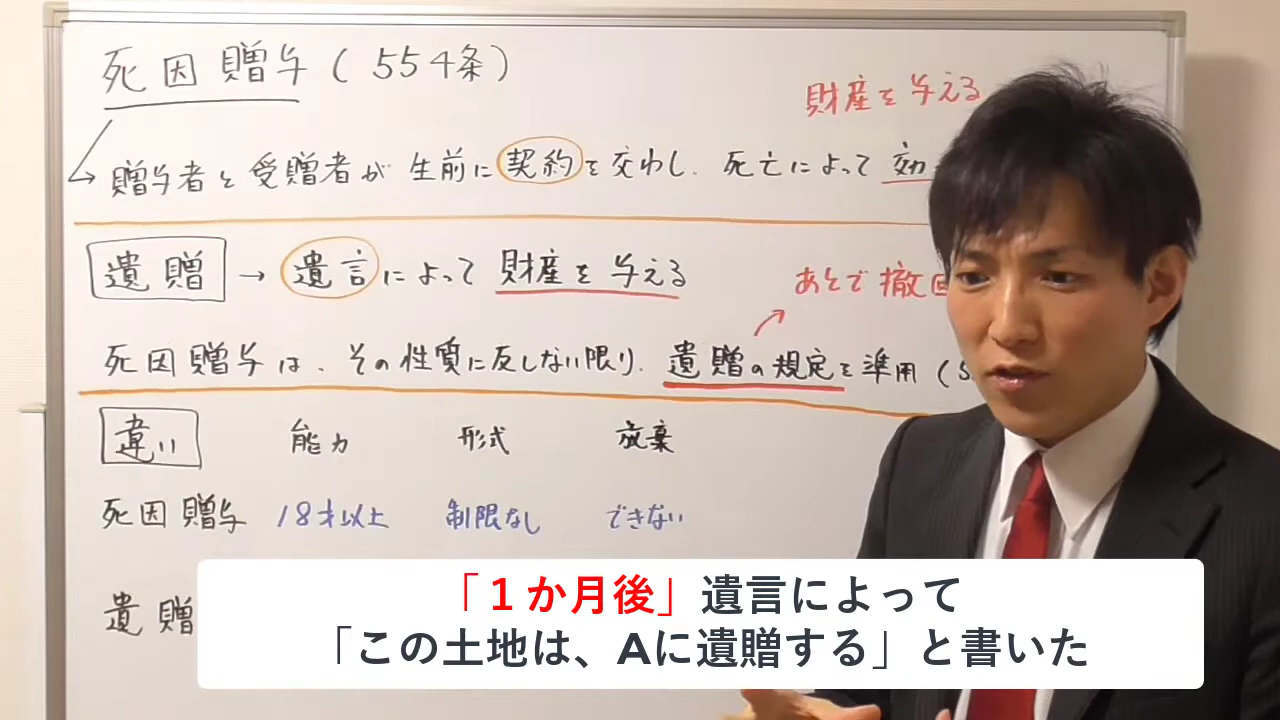 死因贈与（554条）
財産を与える
贈与者と受贈者が生前に契約を交わし、死亡によって効
遺贈 → 遺言によって財産を与える
あとで撤回
死因贈与は、その性質に反しない限り、遺贈の規定を準用（5
違い 能力 形式 放棄
死因贈与 18才以上 制限なし できない
遺贈
「１か月後」遺言によって
「この土地は、Aに遺贈する」と書いた